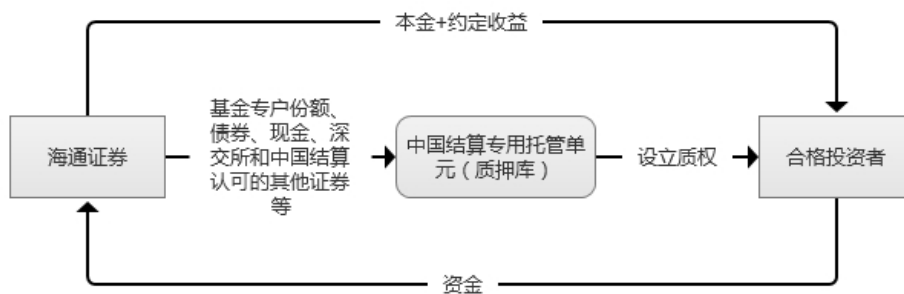 本金+约定收益
海通证券
基金专户份额、
债券、现金、深
交所和中国结算
认可的其他证券
等
中国结算专用托管单
元（质押库）
设立质权
合格投资者
资金